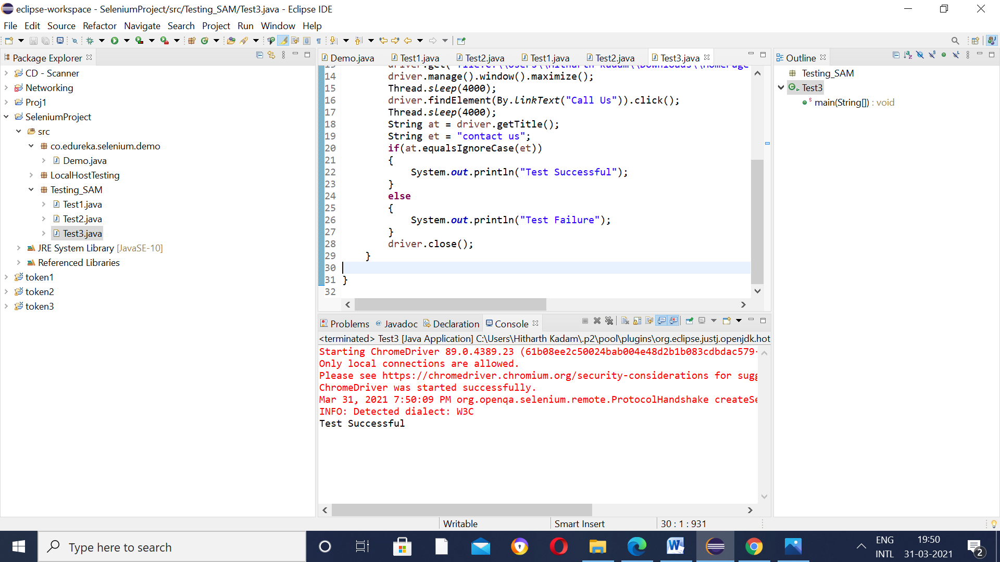 eclipse-workspace - SeleniumProject/src/Testing_SAM/Test3.java - Eclipse IDE
File Edit Source Refactor Navigate Search Project Run Window Help
Package Explorer
CD - Scanner
Networking
Proj1
SeleniumProject
src
co.edureka.selenium.demo
Demo.java
LocalHostTesting
Testing_SAM
Test1.java
Test2.java
Test3.java
JRE System Library [JavaSE-10]
Referenced Libraries
token1
token2
token3
Demo.java Test1.java Test2.java Test1.java Test2.java Test3.java
13 driver.get("file:C:\\Users\\Hitharth Kadam\\Downloads\\HomePage
14 driver.manage().window().maximize();
15 Thread.sleep(4000);
16 driver.findElement(By.linkText("Call Us")).click();
17 Thread.sleep(4000);
18 String at = driver.getTitle();
19 String et = "contact us";
20 if(at.equalsIgnoreCase(et))
21 {
22 System.out.println("Test Successful");
23 }
24 else
25 {
26 System.out.println("Test Failure");
27 }
28 driver.close();
29 }
30
31 }
32
Problems Javadoc Declaration Console
<terminated> Test3 [Java Application] C:\Users\Hitharth Kadam\.p2\pool\plugins\org.eclipse.justj.openjdk.hot
Starting ChromeDriver 89.0.4389.23 (61b08ee2c50024bab004e48d2b1b083cdbdac579-
Only local connections are allowed.
Please see https://chromedriver.chromium.org/security-considerations for sugg
ChromeDriver was started successfully.
Mar 31, 2021 7:50:09 PM org.openqa.selenium.remote.ProtocolHandshake createSe
INFO: Detected dialect: W3C
Test Successful
Outline
Testing_SAM
Test3
main(String[]) : void
Writable Smart Insert 30 : 1 : 931
Type here to search
ENG
INTL
19:50
31-03-2021
2